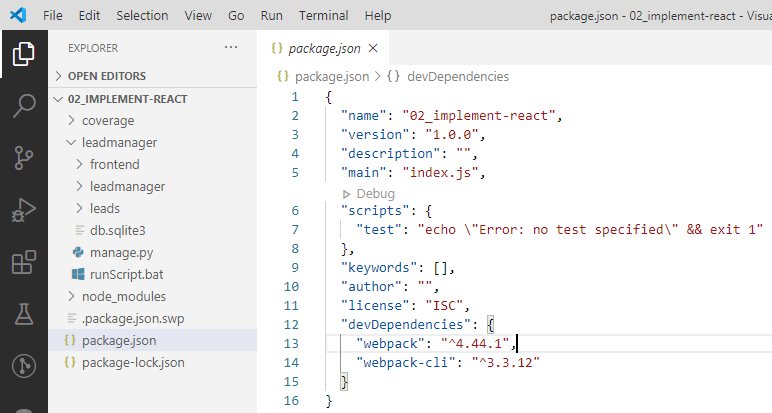 File Edit Selection View Go Run Terminal Help package.json - 02_implement-react - Visua
EXPLORER ···
OPEN EDITORS
02_IMPLEMENT-REACT
coverage
leadmanager
frontend
leadmanager
leads
db.sqlite3
manage.py
runScript.bat
node_modules
.package.json.swp
{} package.json
{} package-lock.json
{} package.json ×
{} package.json > {} devDependencies
1 {
2 "name": "02_implement-react",
3 "version": "1.0.0",
4 "description": "",
5 "main": "index.js",
Debug
6 "scripts": {
7 "test": "echo \"Error: no test specified\" && exit 1"
8 },
9 "keywords": [],
10 "author": "",
11 "license": "ISC",
12 "devDependencies": {
13 "webpack": "^4.44.1",
14 "webpack-cli": "^3.3.12"
15 }
16 }